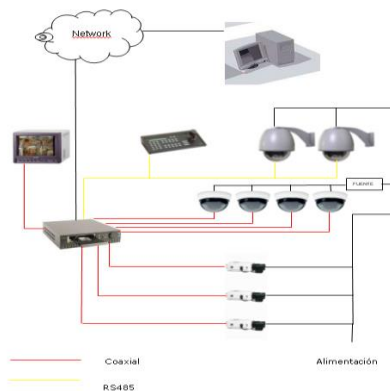 Network
FUENTE
Coaxial
Alimentación
RS485